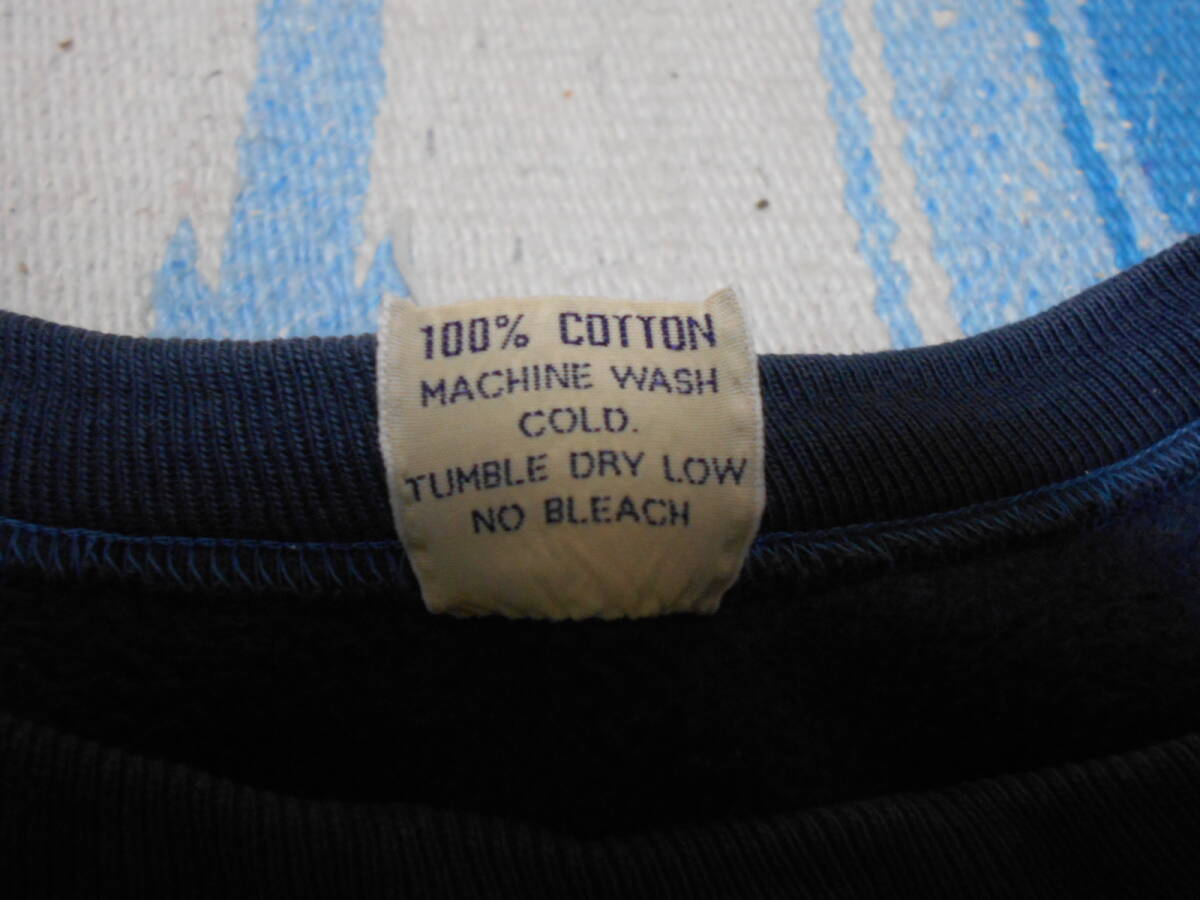 100% COTTON
MACHINE WASH
COLD.
TUMBLE DRY LOW
NO BLEACH